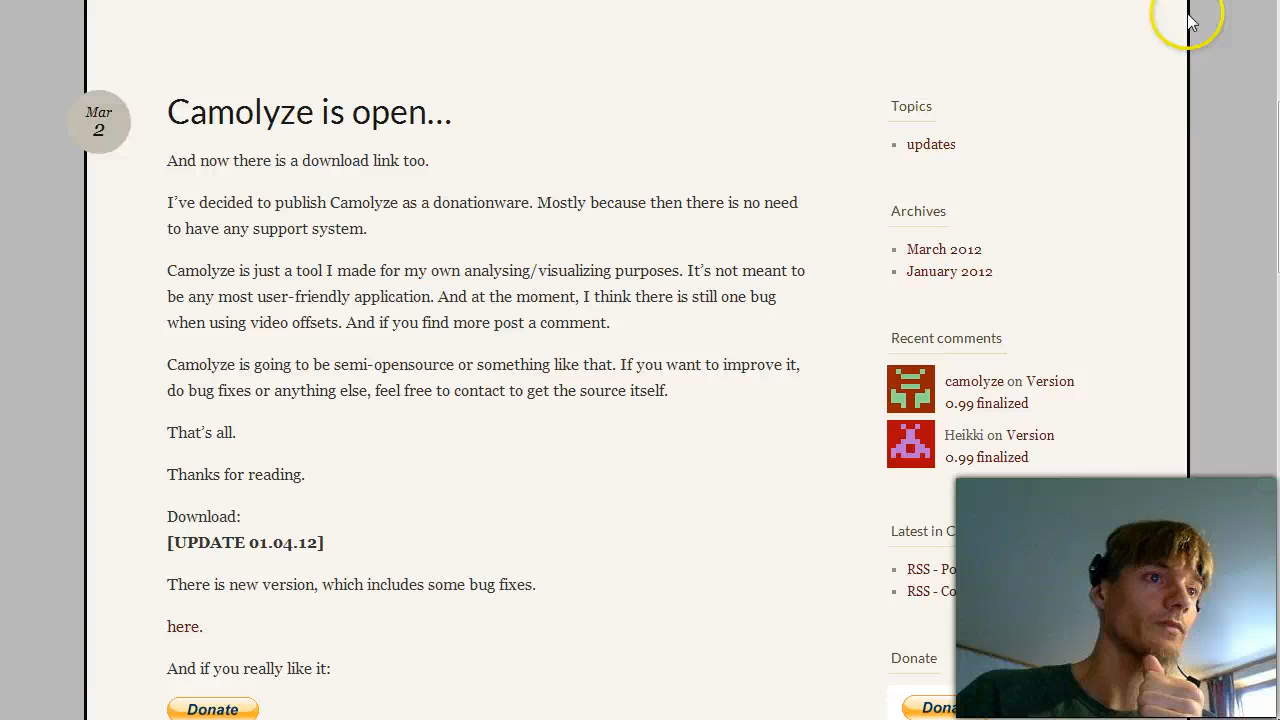 Mar
2
Camolyze is open...
And now there is a download link too.
I've decided to publish Camolyze as a donationware. Mostly because then there is no need
to have any support system.
Camolyze is just a tool I made for my own analysing/visualizing purposes. It's not meant to
be any most user-friendly application. And at the moment, I think there is still one bug
when using video offsets. And if you find more post a comment.
Camolyze is going to be semi-opensource or something like that. If you want to improve it,
do bug fixes or anything else, feel free to contact to get the source itself.
That's all.
Thanks for reading.
Download:
[UPDATE 01.04.12]
There is new version, which includes some bug fixes.
here.
And if you really like it:
Donate
Topics
updates
Archives
March 2012
January 2012
Recent comments
camolyze on Version
0.99 finalized
Heikki on Version
0.99 finalized
Latest in
RSS -
RSS -
Donate